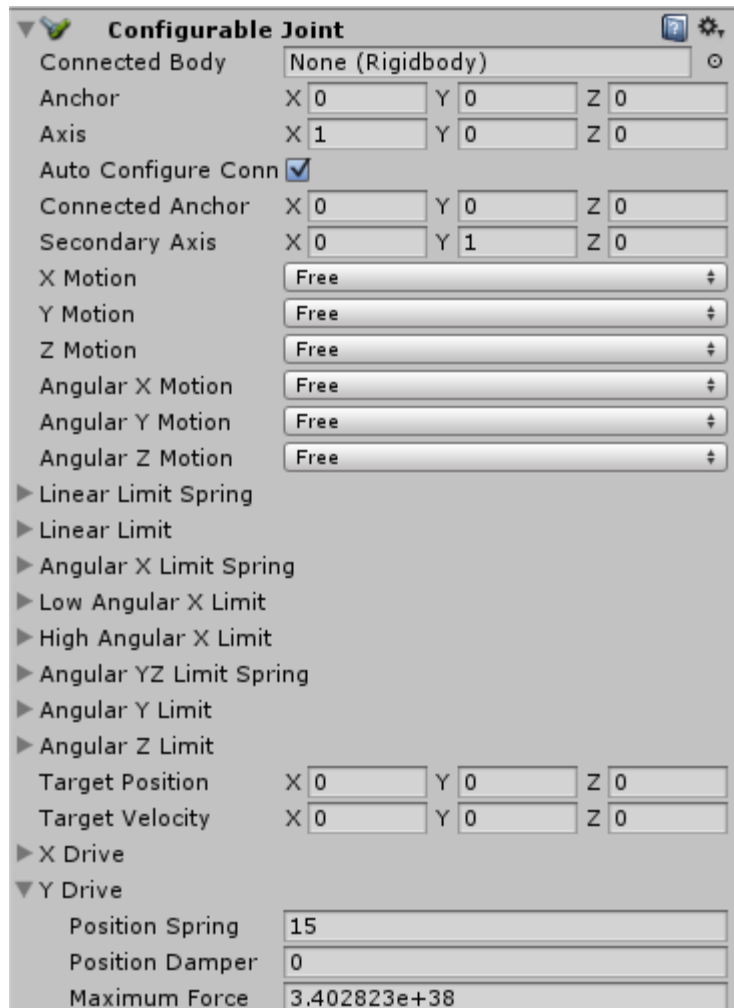 Configurable Joint
Connected Body None (Rigidbody)
Anchor X 0 Y 0 Z 0
Axis X 1 Y 0 Z 0
Auto Configure Conn
Connected Anchor X 0 Y 0 Z 0
Secondary Axis X 0 Y 1 Z 0
X Motion Free
Y Motion Free
Z Motion Free
Angular X Motion Free
Angular Y Motion Free
Angular Z Motion Free
Linear Limit Spring
Linear Limit
Angular X Limit Spring
Low Angular X Limit
High Angular X Limit
Angular YZ Limit Spring
Angular Y Limit
Angular Z Limit
Target Position X 0 Y 0 Z 0
Target Velocity X 0 Y 0 Z 0
X Drive
Y Drive
Position Spring 15
Position Damper 0
Maximum Force 3.402823e+38